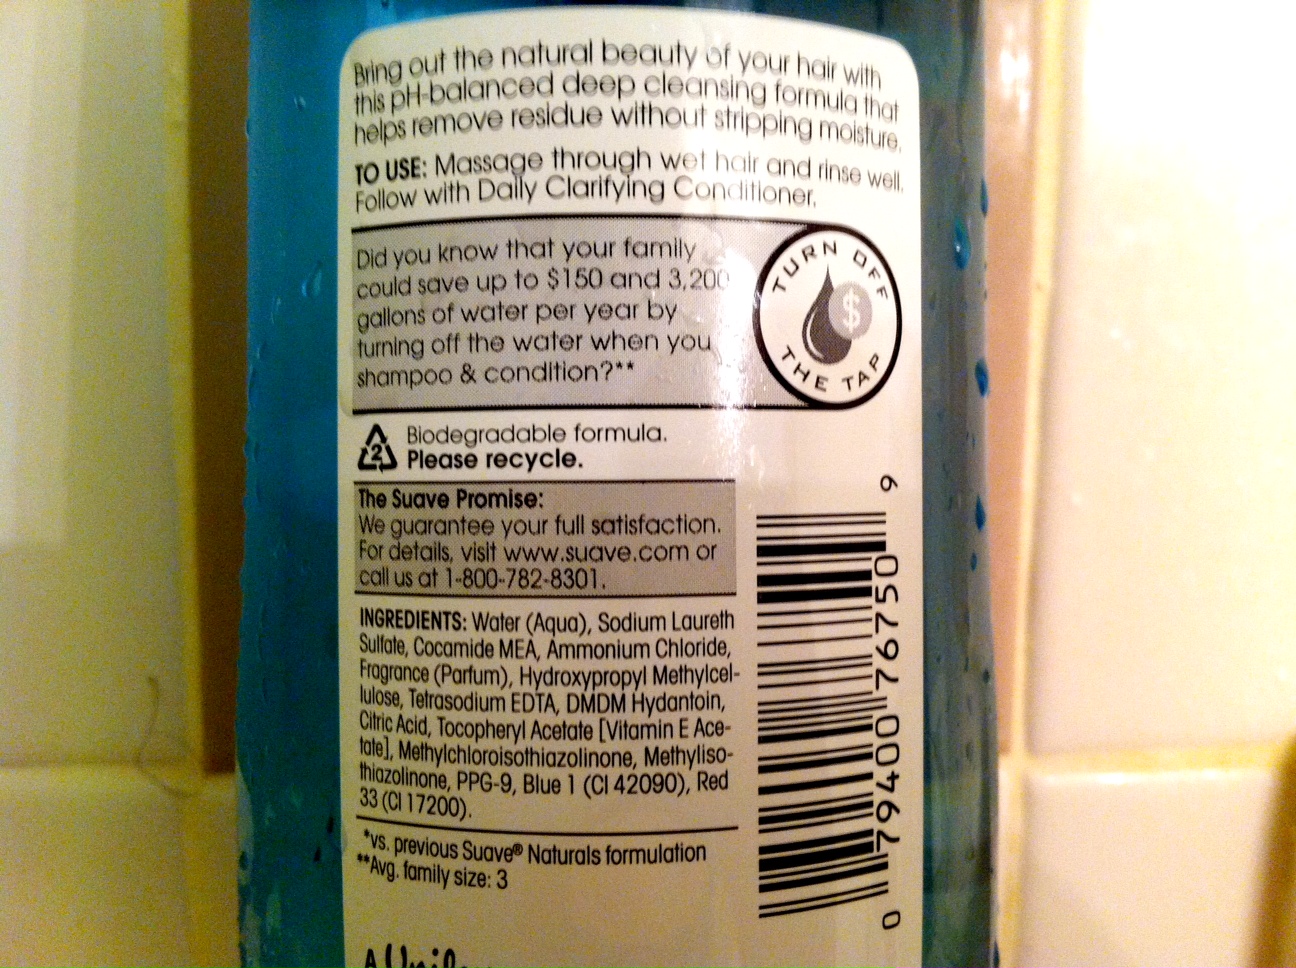 Bring out the natural beauty of your hair with
this pH-balanced deep cleansing formula that
helps remove residue without stripping moisture.
TO USE: Massage through wet hair and rinse well.
Follow with Daily Clarifying Conditioner.
Did you know that your family
could save up to $150 and 3,200
gallons of water per year by
turning off the water when you
shampoo & condition?**
TURN OFF
$
THE TAP
2
Biodegradable formula.
Please recycle.
The Suave Promise:
We guarantee your full satisfaction.
For details, visit www.suave.com or
call us at 1-800-782-8301.
INGREDIENTS: Water (Aqua), Sodium Laureth
Sulfate, Cocamide MEA, Ammonium Chloride,
Fragrance (Parfum), Hydroxypropyl Methylcel-
lulose, Tetrasodium EDTA, DMDM Hydantoin,
Citric Acid, Tocopheryl Acetate [Vitamin E Ace-
tate], Methylchloroisothiazolinone, Methyliso-
thiazolinone, PPG-9, Blue 1 (CI 42090), Red
33 (CI 17200).
*vs. previous Suave® Naturals formulation
**Avg. family size: 3
0 79400 76750 9
A